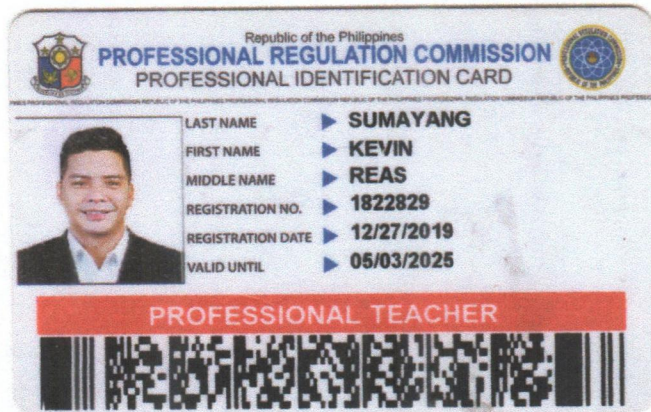 Republic of the Philippines
PROFESSIONAL REGULATION COMMISSION
PROFESSIONAL IDENTIFICATION CARD
LAST NAME SUMAYANG
FIRST NAME KEVIN
MIDDLE NAME REAS
REGISTRATION NO. 1822829
REGISTRATION DATE 12/27/2019
VALID UNTIL 05/03/2025
PROFESSIONAL TEACHER